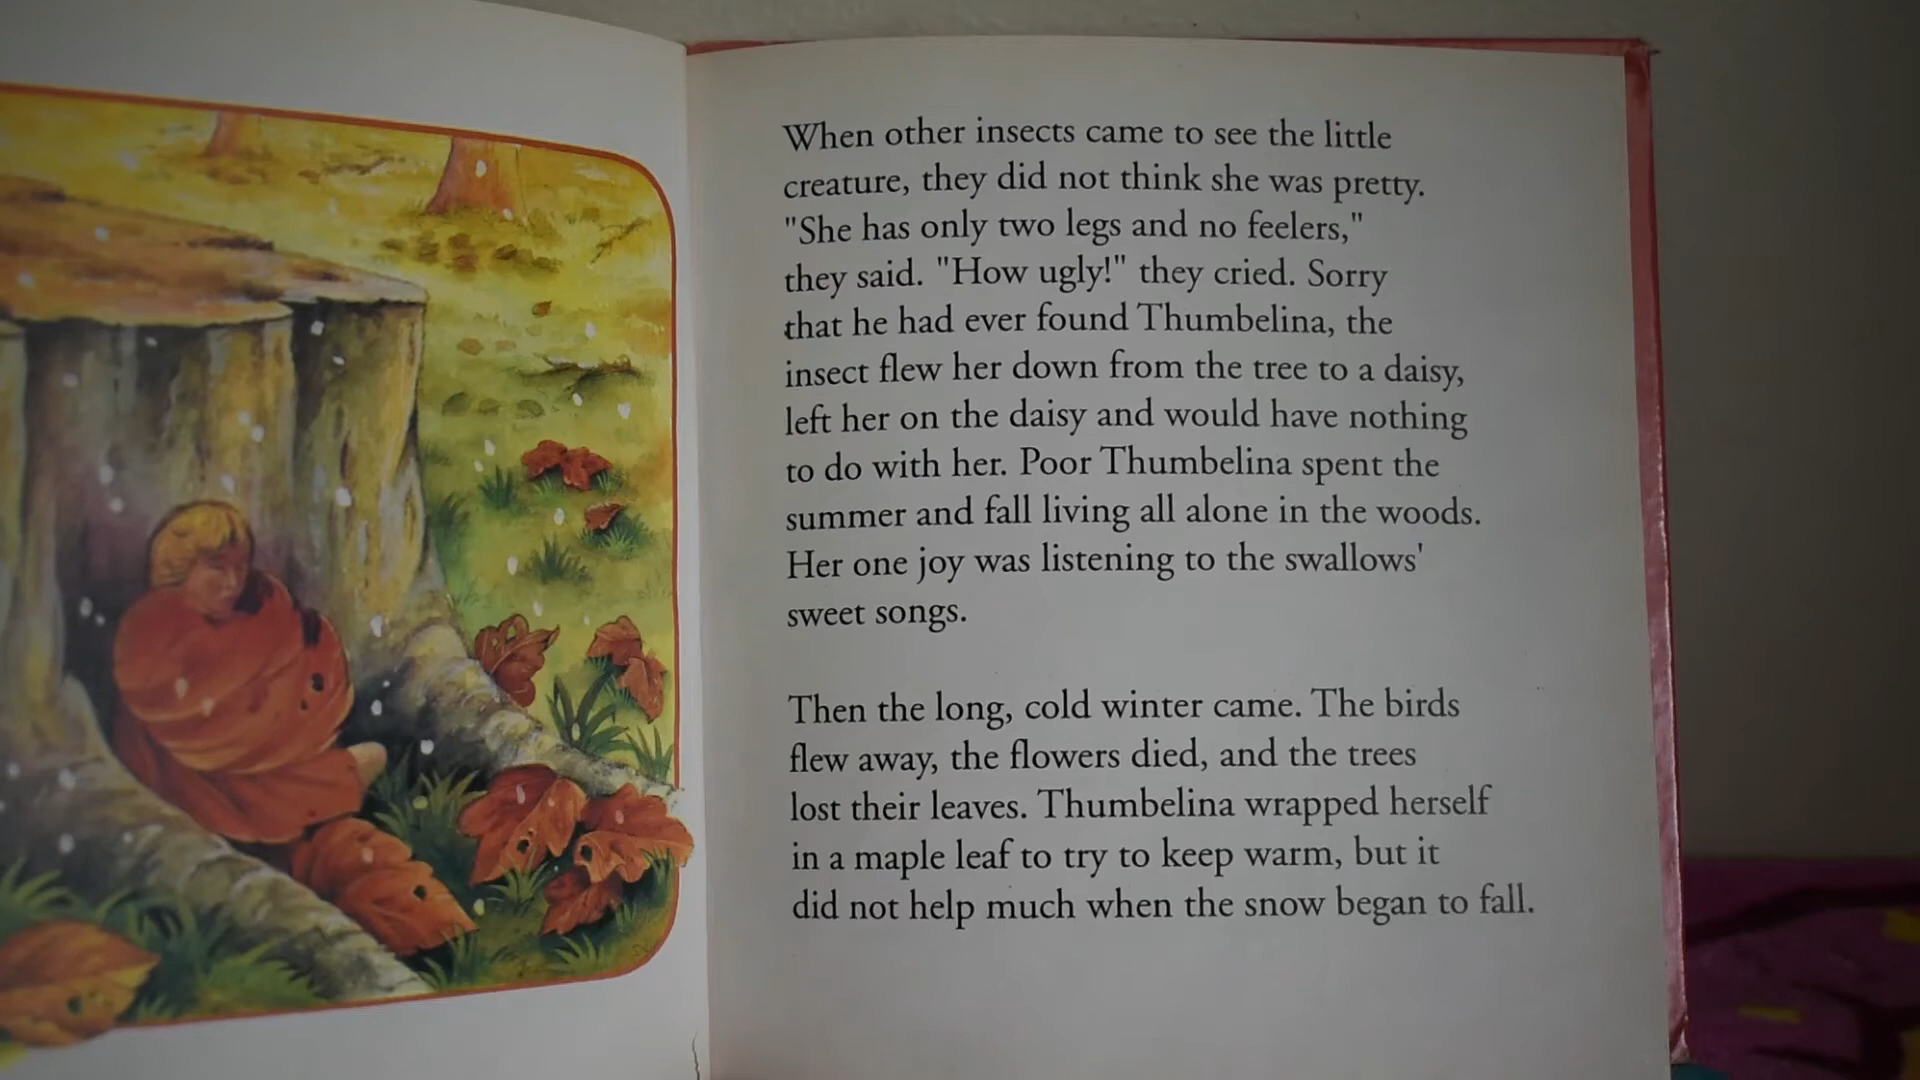 When other insects came to see the little
creature, they did not think she was pretty.
"She has only two legs and no feelers,"
they said. "How ugly!" they cried. Sorry
that he had ever found Thumbelina, the
insect flew her down from the tree to a daisy,
left her on the daisy and would have nothing
to do with her. Poor Thumbelina spent the
summer and fall living all alone in the woods.
Her one joy was listening to the swallows'
sweet songs.
Then the long, cold winter came. The birds
flew away, the flowers died, and the trees
lost their leaves. Thumbelina wrapped herself
in a maple leaf to try to keep warm, but it
did not help much when the snow began to fall.